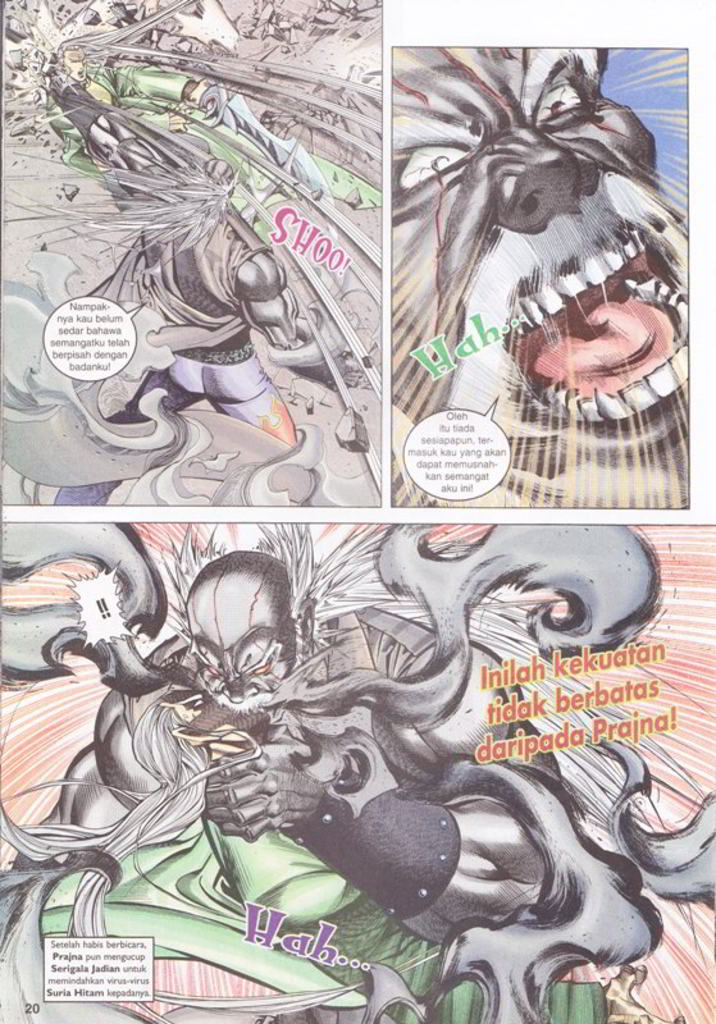 SHOO!
Nampak-
nya kau belum
sedar bahawa
semangatku telah
berpisah dengan
badanku!
Hah...
Oleh
itu tiada
sesiapapun, ter-
masuk kau yang akan
dapat memusnah-
kan semangat
aku ini!
!!
Inilah kekuatan
tidak berbatas
daripada Prajna!
Hah...
Setelah habis berbicara,
Prajna pun mengucup
Serigala Jadian untuk
memindahkan virus-virus
Suria Hitam kepadanya.
20